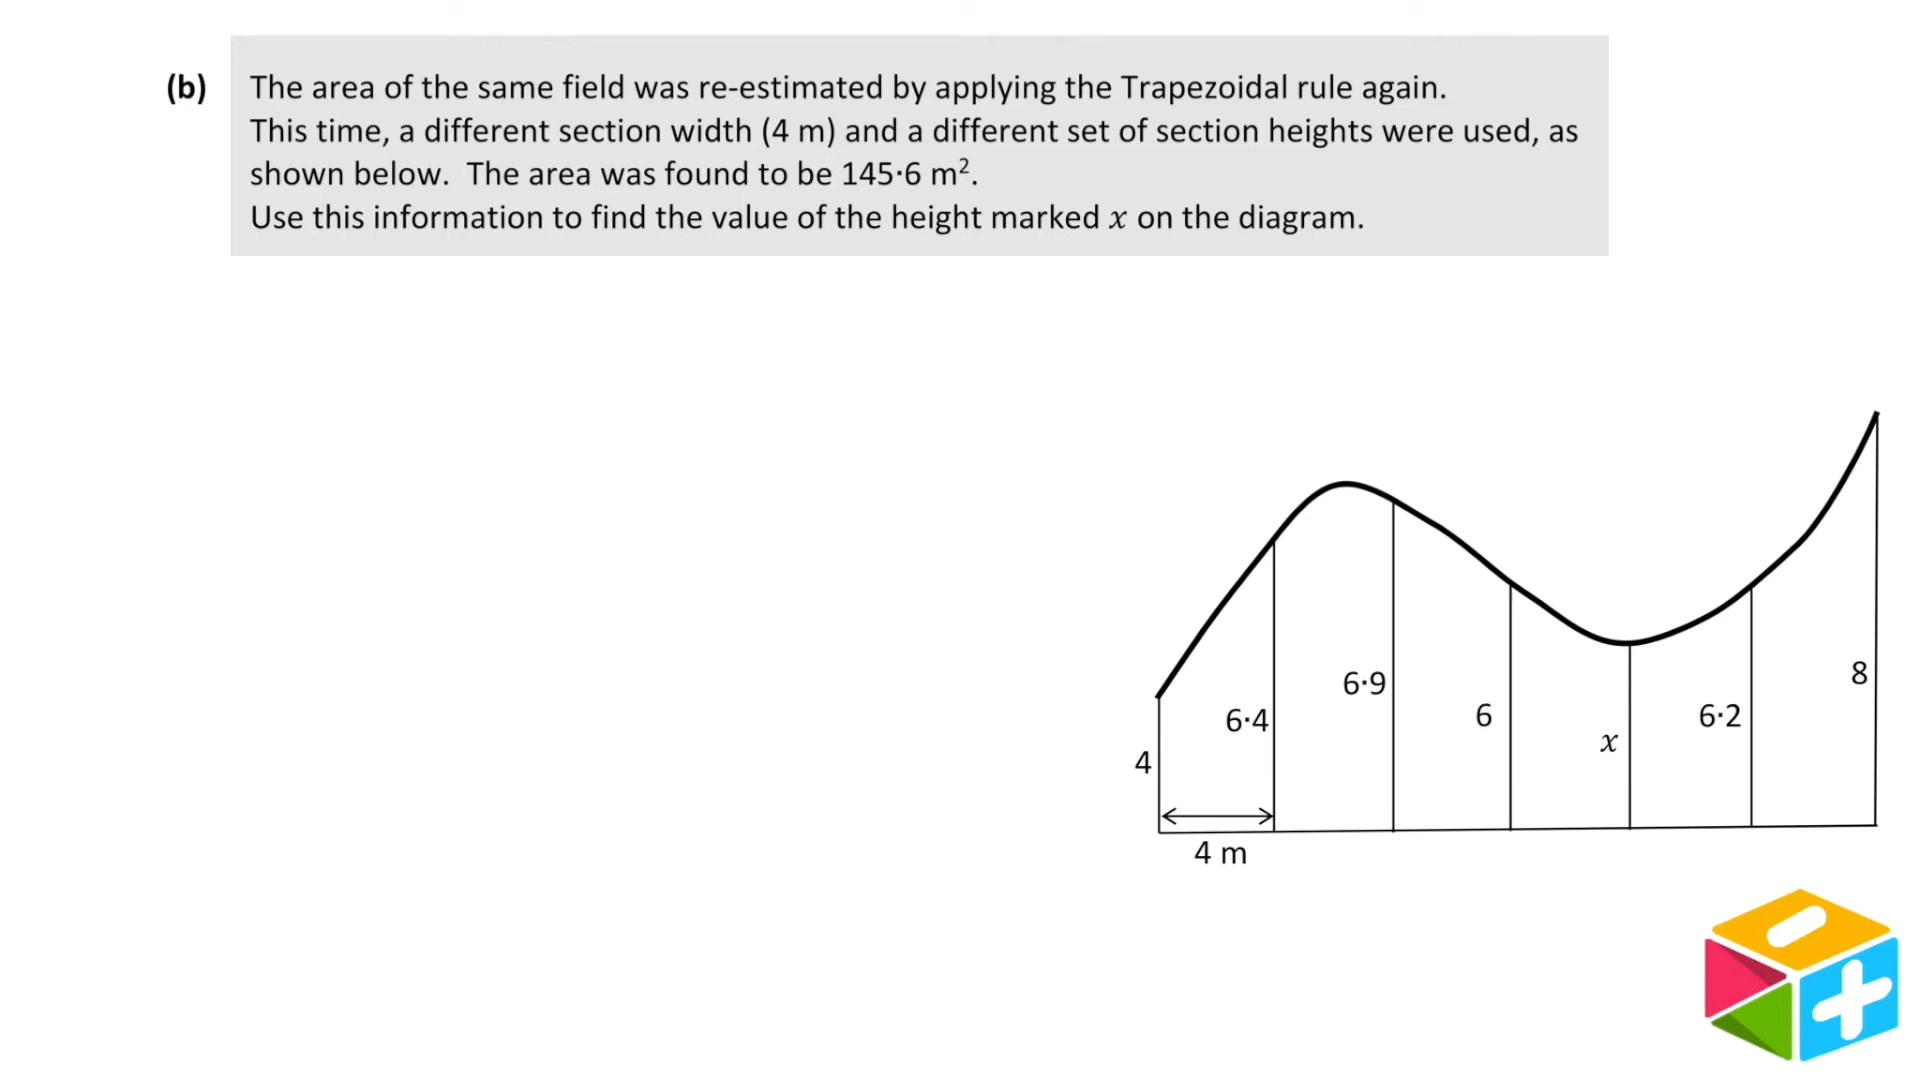 (b) The area of the same field was re-estimated by applying the Trapezoidal rule again.
This time, a different section width (4 m) and a different set of section heights were used, as
shown below. The area was found to be 145·6 m².
Use this information to find the value of the height marked x on the diagram.
8
6·9
6·4
6
6·2
x
4
4 m